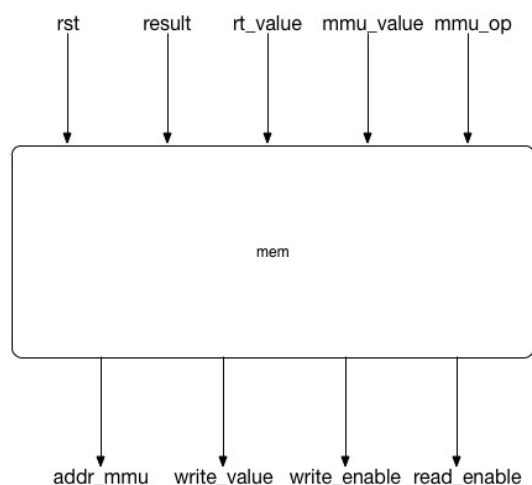 rst result rt_value mmu_value mmu_op
mem
addr_mmu write_value write_enable read_enable